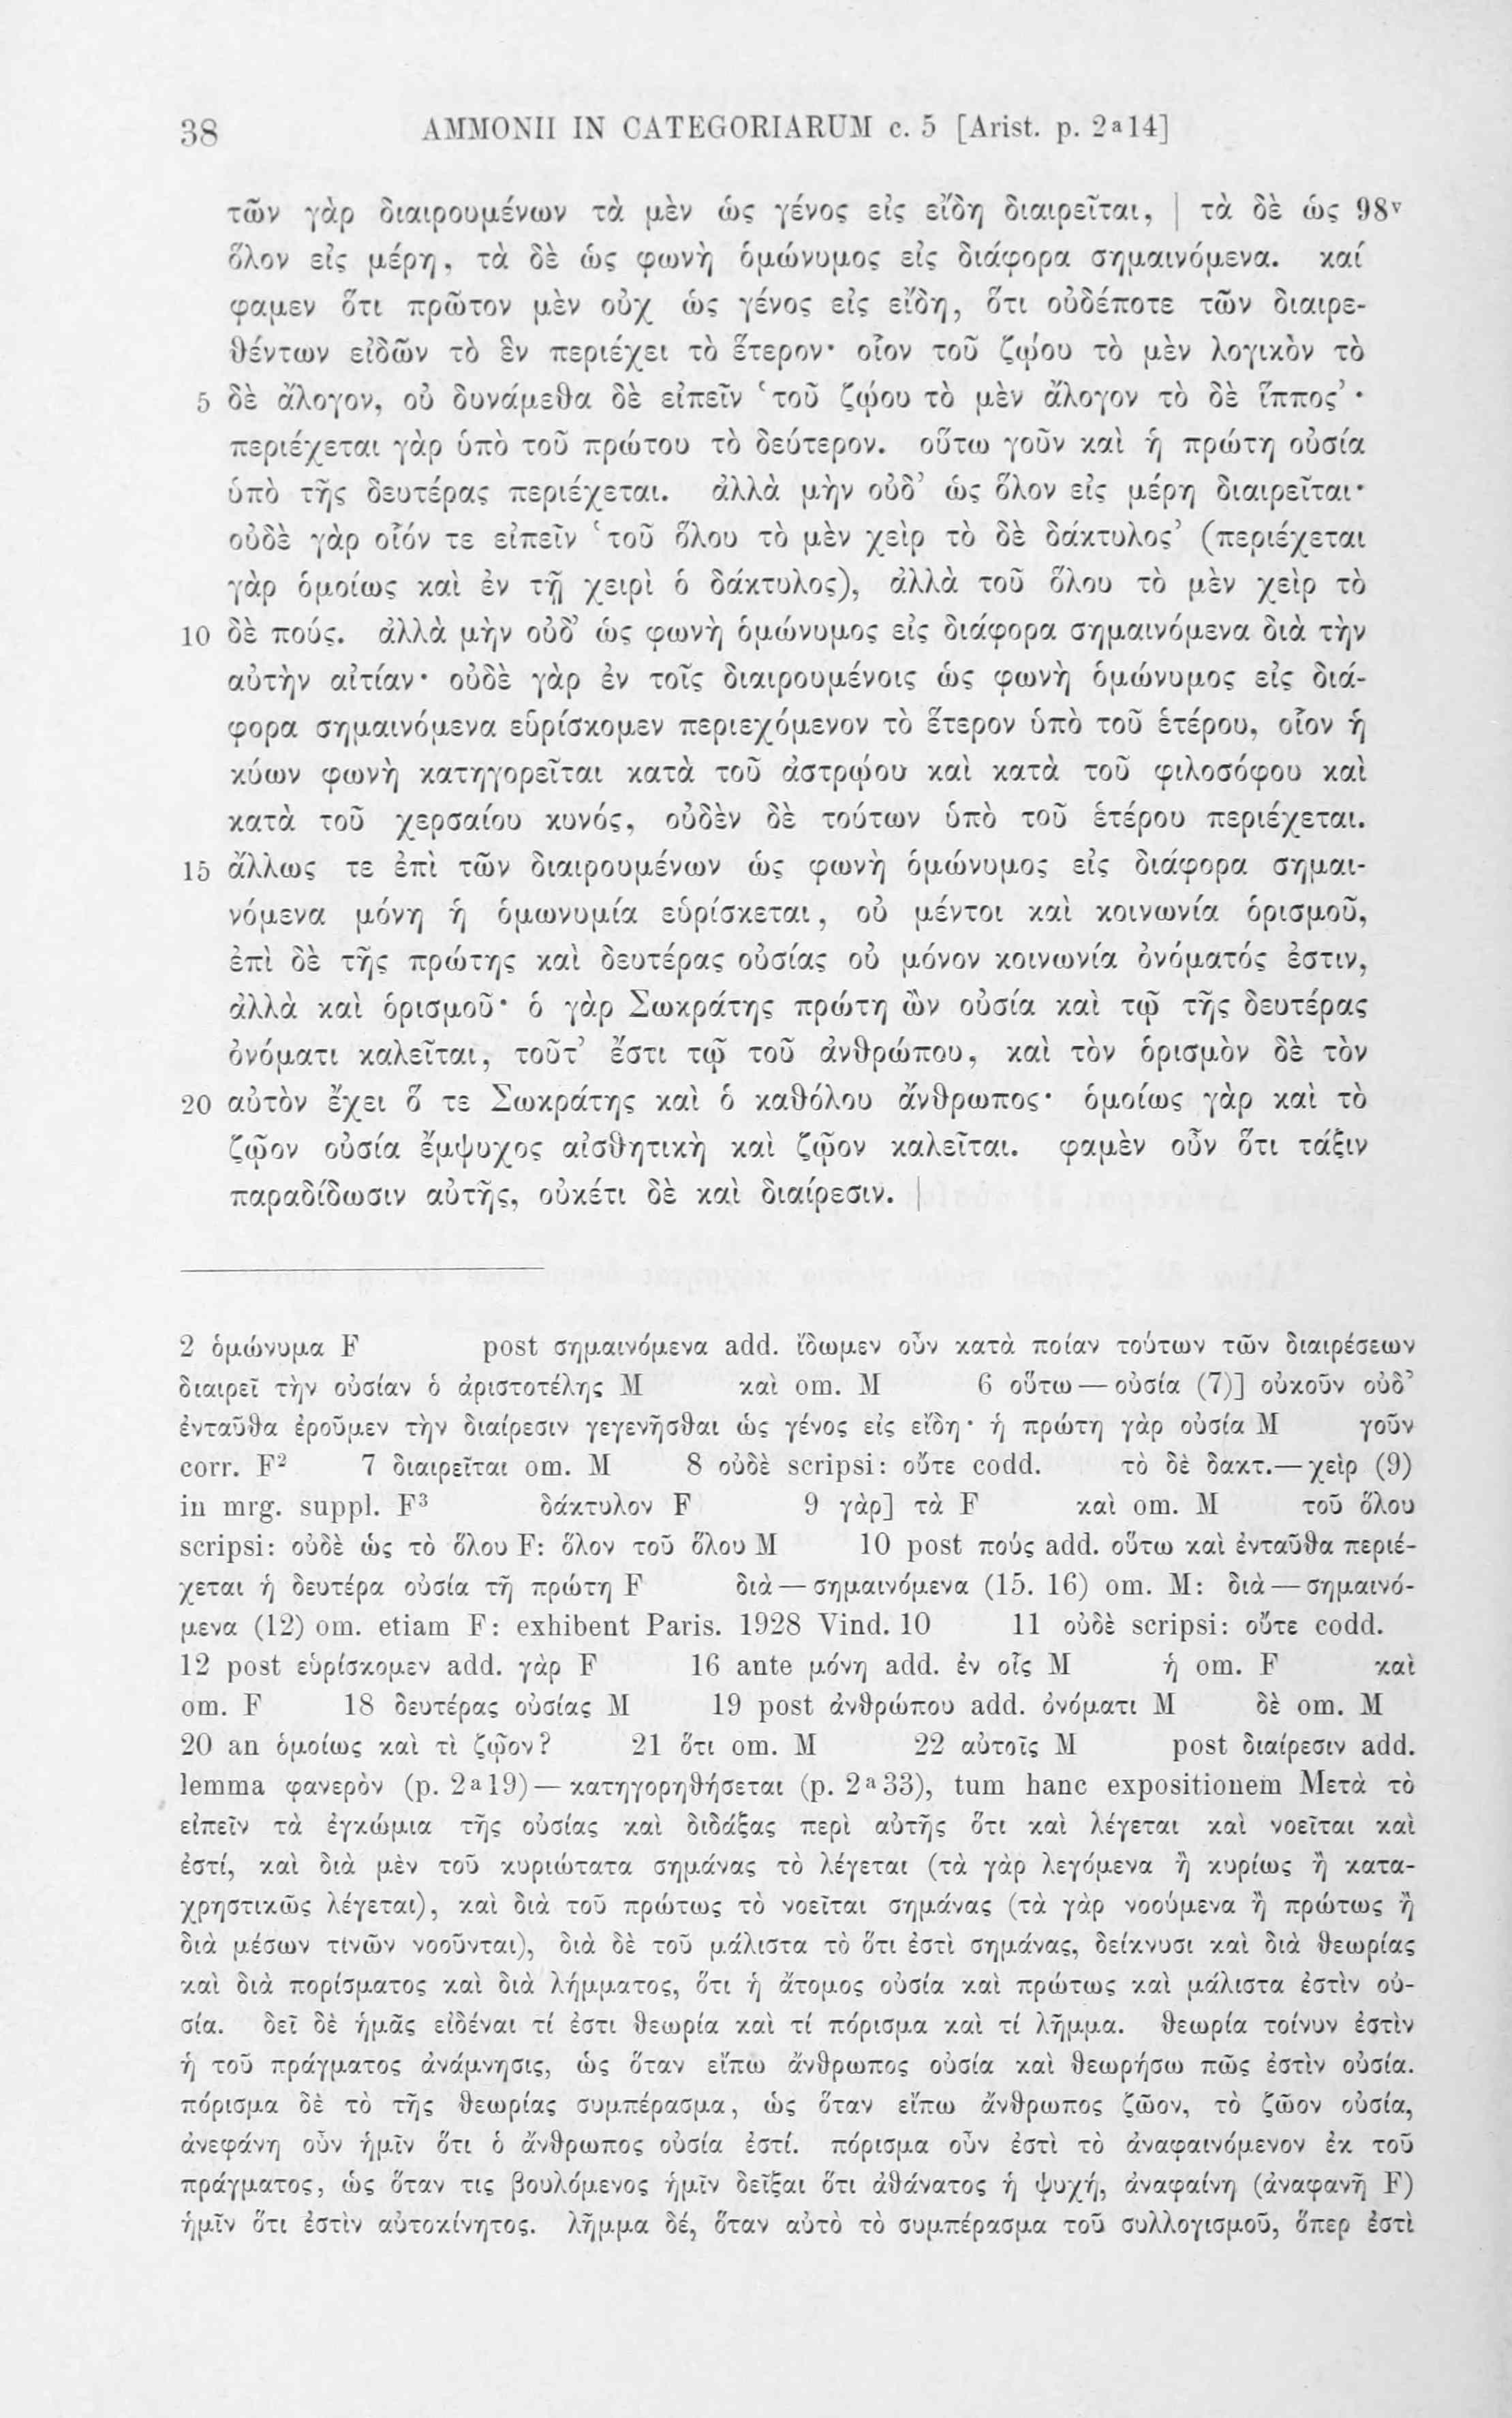 38 AMMONII IN CATEGORIARUM c. 5 [Arist. p. 2a14]
τῶν γὰρ διαιρουμένων τὰ μὲν ὡς γένος εἰς εἴδη διαιρεῖται, | τὰ δὲ ὡς 98v
ὅλον εἰς μέρη, τὰ δὲ ὡς φωνὴ ὁμώνυμος εἰς διάφορα σημαινόμενα. καί
φαμεν ὅτι πρῶτον μὲν οὐχ ὡς γένος εἰς εἴδη, ὅτι οὐδέποτε τῶν διαιρε-
θέντων εἰδῶν τὸ ἓν περιέχει τὸ ἕτερον· οἷον τοῦ ζῴου τὸ μὲν λογικὸν τὸ
5 δὲ ἄλογον, οὐ δυνάμεθα δὲ εἰπεῖν ‘τοῦ ζῴου τὸ μὲν ἄλογον τὸ δὲ ἵππος’·
περιέχεται γὰρ ὑπὸ τοῦ πρώτου τὸ δεύτερον. οὕτω γοῦν καὶ ἡ πρώτη οὐσία
ὑπὸ τῆς δευτέρας περιέχεται. ἀλλὰ μὴν οὐδ’ ὡς ὅλον εἰς μέρη διαιρεῖται·
οὐδὲ γὰρ οἷόν τε εἰπεῖν ‘τοῦ ὅλου τὸ μὲν χεὶρ τὸ δὲ δάκτυλος’ (περιέχεται
γὰρ ὁμοίως καὶ ἐν τῇ χειρὶ ὁ δάκτυλος), ἀλλὰ τοῦ ὅλου τὸ μὲν χεὶρ τὸ
10 δὲ πούς. ἀλλὰ μὴν οὐδ’ ὡς φωνὴ ὁμώνυμος εἰς διάφορα σημαινόμενα διὰ τὴν
αὐτὴν αἰτίαν· οὐδὲ γὰρ ἐν τοῖς διαιρουμένοις ὡς φωνὴ ὁμώνυμος εἰς διά-
φορα σημαινόμενα εὑρίσκομεν περιεχόμενον τὸ ἕτερον ὑπὸ τοῦ ἑτέρου, οἷον ἡ
κύων φωνὴ κατηγορεῖται κατὰ τοῦ ἀστρῴου καὶ κατὰ τοῦ φιλοσόφου καὶ
κατὰ τοῦ χερσαίου κυνός, οὐδὲν δὲ τούτων ὑπὸ τοῦ ἑτέρου περιέχεται.
15 ἄλλως τε ἐπὶ τῶν διαιρουμένων ὡς φωνὴ ὁμώνυμος εἰς διάφορα σημαι-
νόμενα μόνη ἡ ὁμωνυμία εὑρίσκεται, οὐ μέντοι καὶ κοινωνία ὁρισμοῦ,
ἐπὶ δὲ τῆς πρώτης καὶ δευτέρας οὐσίας οὐ μόνον κοινωνία ὀνόματός ἐστιν,
ἀλλὰ καὶ ὁρισμοῦ· ὁ γὰρ Σωκράτης πρώτη ὢν οὐσία καὶ τῷ τῆς δευτέρας
ὀνόματι καλεῖται, τοῦτ’ ἔστι τῷ τοῦ ἀνθρώπου, καὶ τὸν ὁρισμὸν δὲ τὸν
20 αὐτὸν ἔχει ὅ τε Σωκράτης καὶ ὁ καθόλου ἄνθρωπος· ὁμοίως γὰρ καὶ τὸ
ζῷον οὐσία ἔμψυχος αἰσθητικὴ καὶ ζῷον καλεῖται. φαμὲν οὖν ὅτι τάξιν
παραδίδωσιν αὐτῆς, οὐκέτι δὲ καὶ διαίρεσιν. |
2 ὁμώνυμα F post σημαινόμενα add. ἴδωμεν οὖν κατὰ ποίαν τούτων τῶν διαιρέσεων
διαιρεῖ τὴν οὐσίαν ὁ ἀριστοτέλης M καὶ om. M 6 οὕτω — οὐσία (7)] οὐκοῦν οὐδ’
ἐνταῦθα ἐροῦμεν τὴν διαίρεσιν γεγενῆσθαι ὡς γένος εἰς εἴδη· ἡ πρώτη γὰρ οὐσία M γοῦν
corr. F2 7 διαιρεῖται om. M 8 οὐδὲ scripsi: οὔτε codd. τὸ δὲ δακτ.—χεὶρ (9)
in mrg. suppl. F3 δάκτυλον F 9 γὰρ] τὰ F καὶ om. M τοῦ ὅλου
scripsi: οὐδὲ ὡς τὸ ὅλου F: ὅλον τοῦ ὅλου M 10 post πούς add. οὕτω καὶ ἐνταῦθα περιέ-
χεται ἡ δευτέρα οὐσία τῇ πρώτῃ F διὰ — σημαινόμενα (15. 16) om. M: διὰ — σημαινό-
μενα (12) om. etiam F: exhibent Paris. 1928 Vind. 10 11 οὐδὲ scripsi: οὔτε codd.
12 post εὑρίσκομεν add. γὰρ F 16 ante μόνη add. ἐν οἷς M ἡ om. F καὶ
om. F 18 δευτέρας οὐσίας M 19 post ἀνθρώπου add. ὀνόματι M δὲ om. M
20 an ὁμοίως καὶ τὶ ζῷον? 21 ὅτι om. M 22 αὐτοῖς M post διαίρεσιν add.
lemma φανερὸν (p. 2a19) — κατηγορηθήσεται (p. 2a33), tum hanc expositionem Μετὰ τὸ
εἰπεῖν τὰ ἐγκώμια τῆς οὐσίας καὶ διδάξας περὶ αὐτῆς ὅτι καὶ λέγεται καὶ νοεῖται καὶ
ἐστί, καὶ διὰ μὲν τοῦ κυριώτατα σημάνας τὸ λέγεται (τὰ γὰρ λεγόμενα ἢ κυρίως ἢ κατα-
χρηστικῶς λέγεται), καὶ διὰ τοῦ πρώτως τὸ νοεῖται σημάνας (τὰ γὰρ νοούμενα ἢ πρώτως ἢ
διὰ μέσων τινῶν νοοῦνται), διὰ δὲ τοῦ μάλιστα τὸ ὅτι ἐστὶ σημάνας, δείκνυσι καὶ διὰ θεωρίας
καὶ διὰ πορίσματος καὶ διὰ λήμματος, ὅτι ἡ ἄτομος οὐσία καὶ πρώτως καὶ μάλιστα ἐστὶν οὐ-
σία. δεῖ δὲ ἡμᾶς εἰδέναι τί ἐστι θεωρία καὶ τί πόρισμα καὶ τί λῆμμα. θεωρία τοίνυν ἐστὶν
ἡ τοῦ πράγματος ἀνάμνησις, ὡς ὅταν εἴπω ἄνθρωπος οὐσία καὶ θεωρήσω πῶς ἐστὶν οὐσία.
πόρισμα δὲ τὸ τῆς θεωρίας συμπέρασμα, ὡς ὅταν εἴπω ἄνθρωπος ζῶον, τὸ ζῶον οὐσία,
ἀνεφάνη οὖν ἡμῖν ὅτι ὁ ἄνθρωπος οὐσία ἐστί. πόρισμα οὖν ἐστὶ τὸ ἀναφαινόμενον ἐκ τοῦ
πράγματος, ὡς ὅταν τις βουλόμενος ἡμῖν δεῖξαι ὅτι ἀθάνατος ἡ ψυχή, ἀναφαίνη (ἀναφανῆ F)
ἡμῖν ὅτι ἐστὶν αὐτοκίνητος. λῆμμα δέ, ὅταν αὐτὸ τὸ συμπέρασμα τοῦ συλλογισμοῦ, ὅπερ ἐστὶ